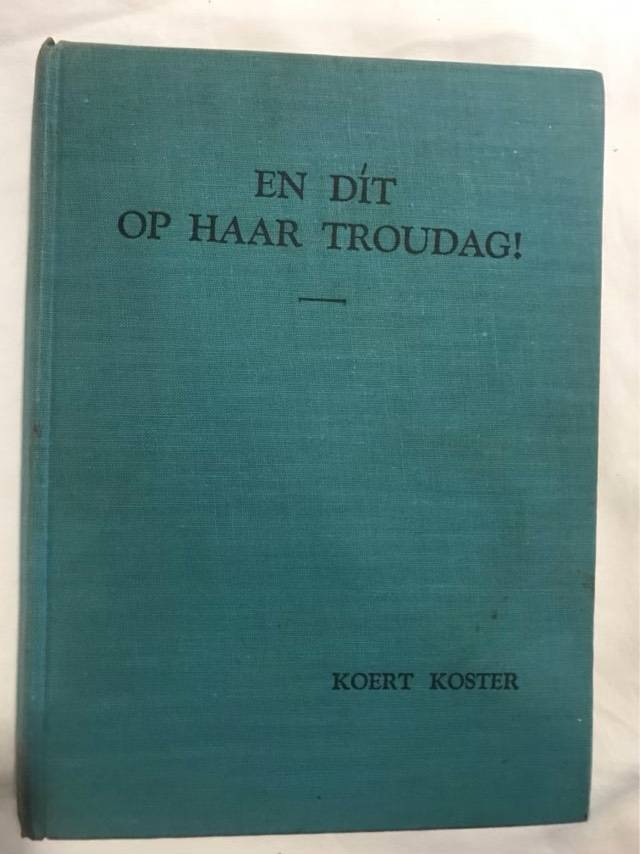 EN DÍT
OP HAAR TROUDAG!
KOERT KOSTER